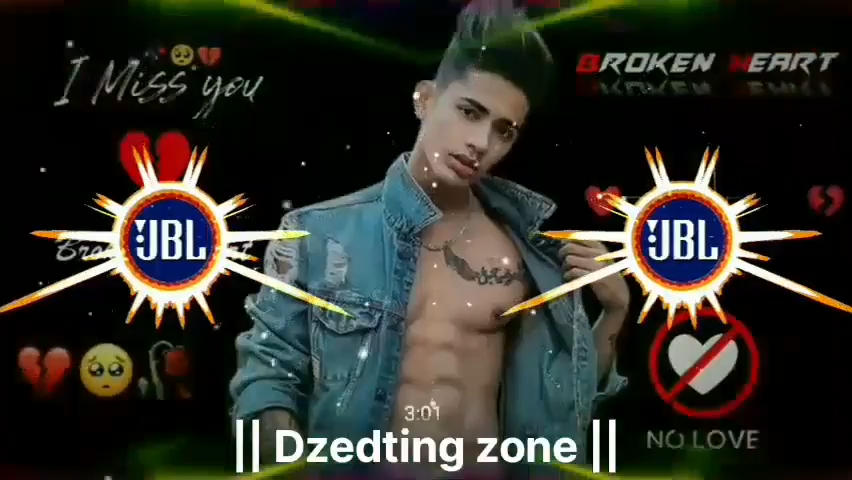 I Miss you
BROKEN HEART
JBL
JBL
3:01
NO LOVE
|| Dzedting zone ||